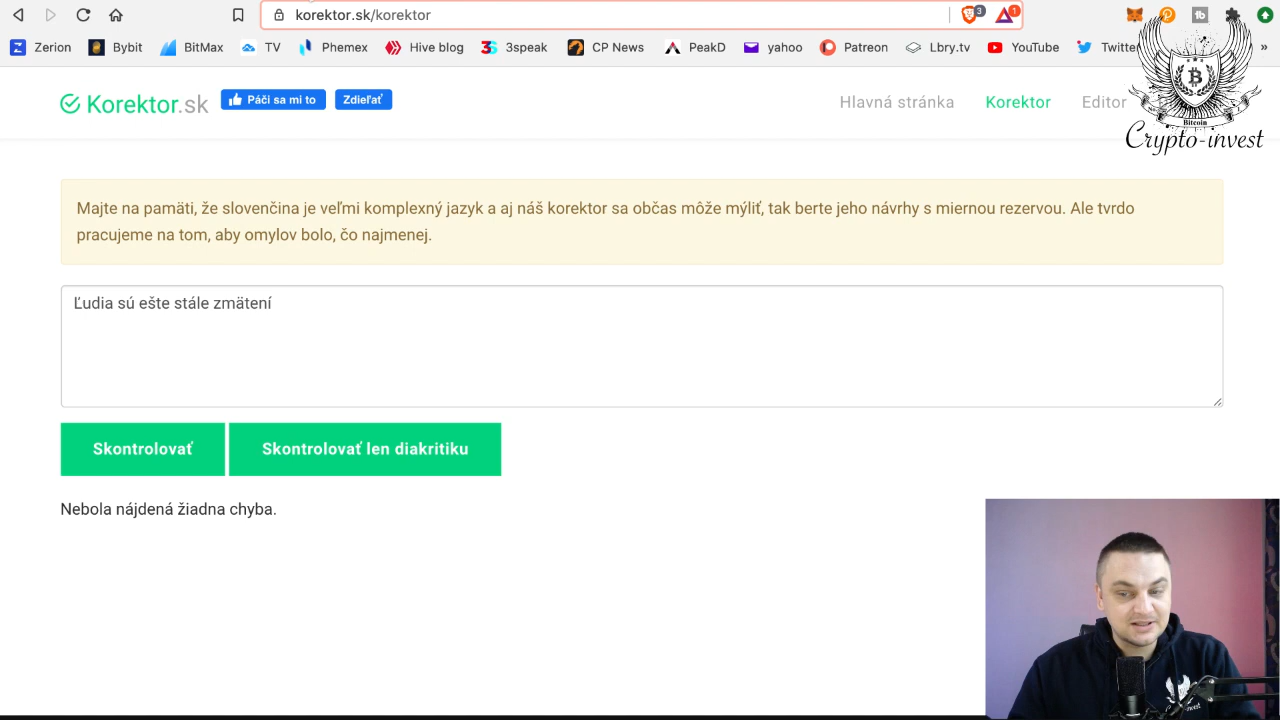 korektor.sk/korektor
3
1
tb
Z Zerion Bybit BitMax TV Phemex Hive blog 3speak CP News PeakD yahoo Patreon Lbry.tv YouTube Twitte »
Korektor.sk Páči sa mi to Zdieľať Hlavná stránka Korektor Editor
Bitcoin
Crypto-invest
Majte na pamäti, že slovenčina je veľmi komplexný jazyk a aj náš korektor sa občas môže mýliť, tak berte jeho návrhy s miernou rezervou. Ale tvrdo
pracujeme na tom, aby omylov bolo, čo najmenej.
Ľudia sú ešte stále zmätení
Skontrolovať Skontrolovať len diakritiku
Nebola nájdená žiadna chyba.